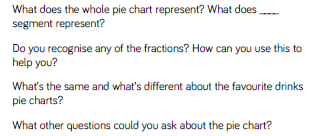 What does the whole pie chart represent? What does ____
segment represent?
Do you recognise any of the fractions? How can you use this to
help you?
What's the same and what's different about the favourite drinks
pie charts?
What other questions could you ask about the pie chart?